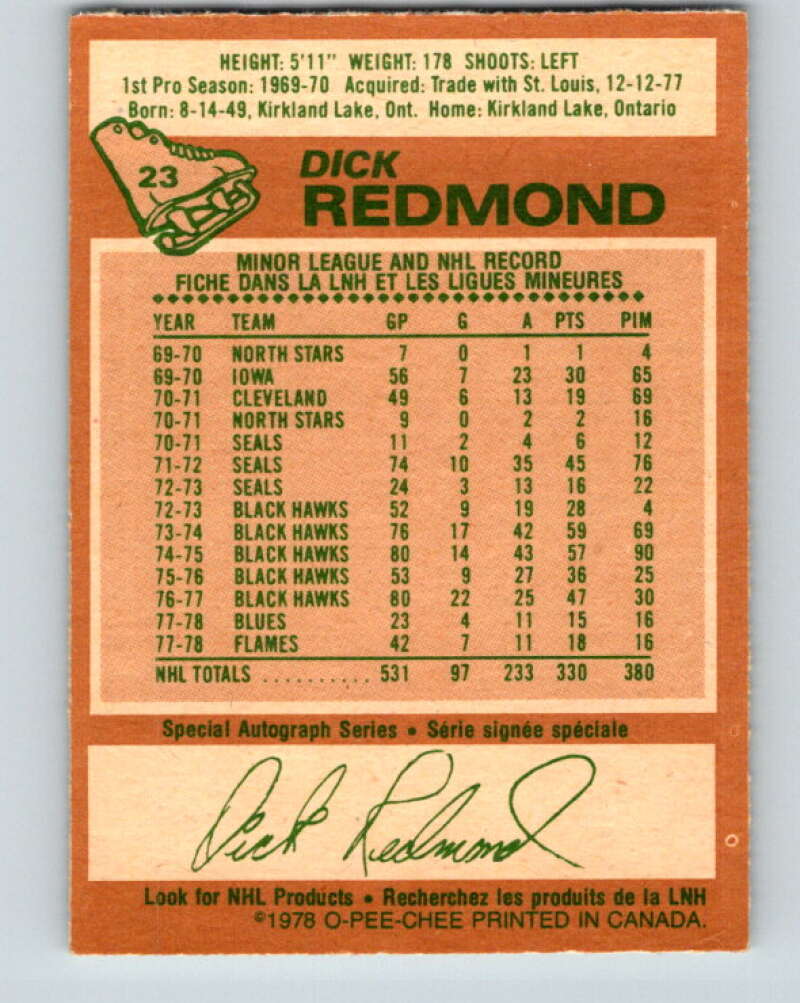 HEIGHT: 5'11" WEIGHT: 178 SHOOTS: LEFT
1st Pro Season: 1969-70 Acquired: Trade with St. Louis, 12-12-77
Born: 8-14-49, Kirkland Lake, Ont. Home: Kirkland Lake, Ontario
23
DICK
REDMOND
MINOR LEAGUE AND NHL RECORD
FICHE DANS LA LNH ET LES LIGUES MINEURES
YEAR TEAM GP G A PTS PIM
69-70 NORTH STARS 7 0 1 1 4
69-70 IOWA 56 7 23 30 65
70-71 CLEVELAND 49 6 13 19 69
70-71 NORTH STARS 9 0 2 2 16
70-71 SEALS 11 2 4 6 12
71-72 SEALS 74 10 35 45 76
72-73 SEALS 24 3 13 16 22
72-73 BLACK HAWKS 52 9 19 28 4
73-74 BLACK HAWKS 76 17 42 59 69
74-75 BLACK HAWKS 80 14 43 57 90
75-76 BLACK HAWKS 53 9 27 36 25
76-77 BLACK HAWKS 80 22 25 47 30
77-78 BLUES 23 4 11 15 16
77-78 FLAMES 42 7 11 18 16
NHL TOTALS .......... 531 97 233 330 380
Special Autograph Series • Série signée spéciale
Dick Redmond
Look for NHL Products • Recherchez les produits de la LNH
©1978 O-PEE-CHEE PRINTED IN CANADA.